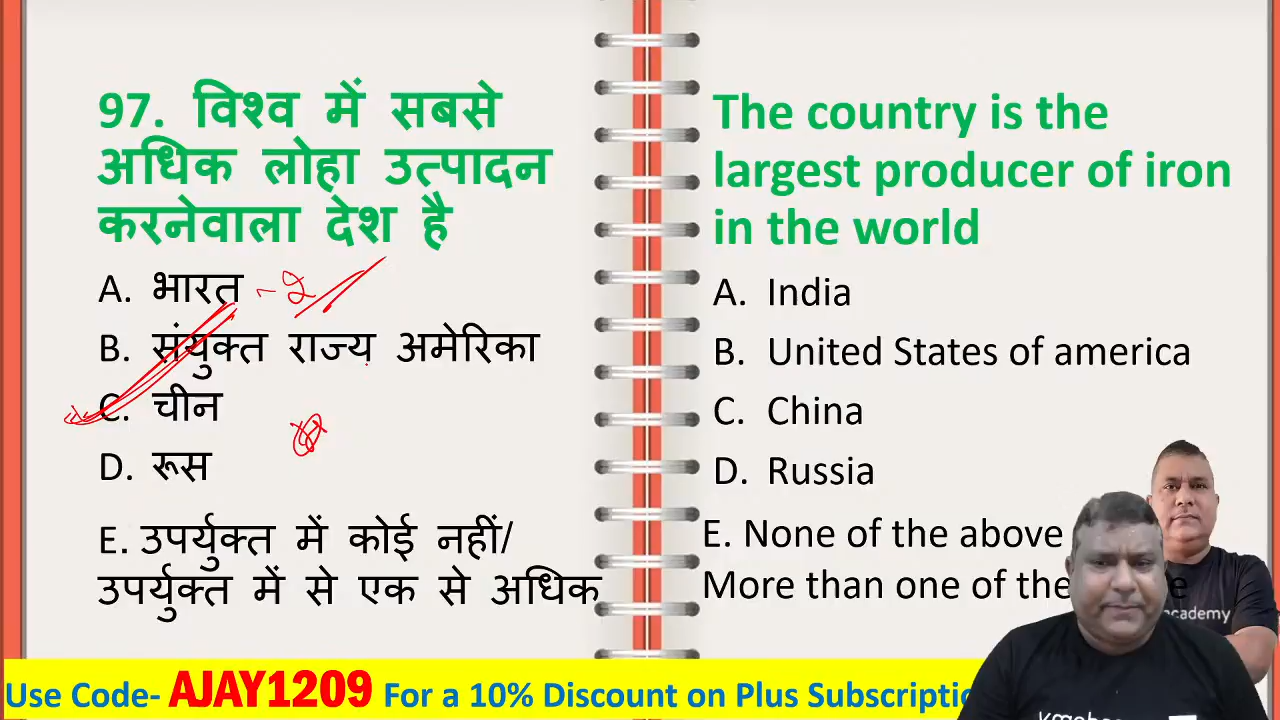 97. विश्व में सबसे
अधिक लोहा उत्पादन
करनेवाला देश है
A. भारत ~2
B. संयुक्त राज्य अमेरिका
C. चीन
D. रूस
E. उपर्युक्त में कोई नहीं/
उपर्युक्त में से एक से अधिक
The country is the
largest producer of iron
in the world
A. India
B. United States of america
C. China
D. Russia
E. None of the above
More than one of the
academy
Use Code- AJAY1209 For a 10% Discount on Plus